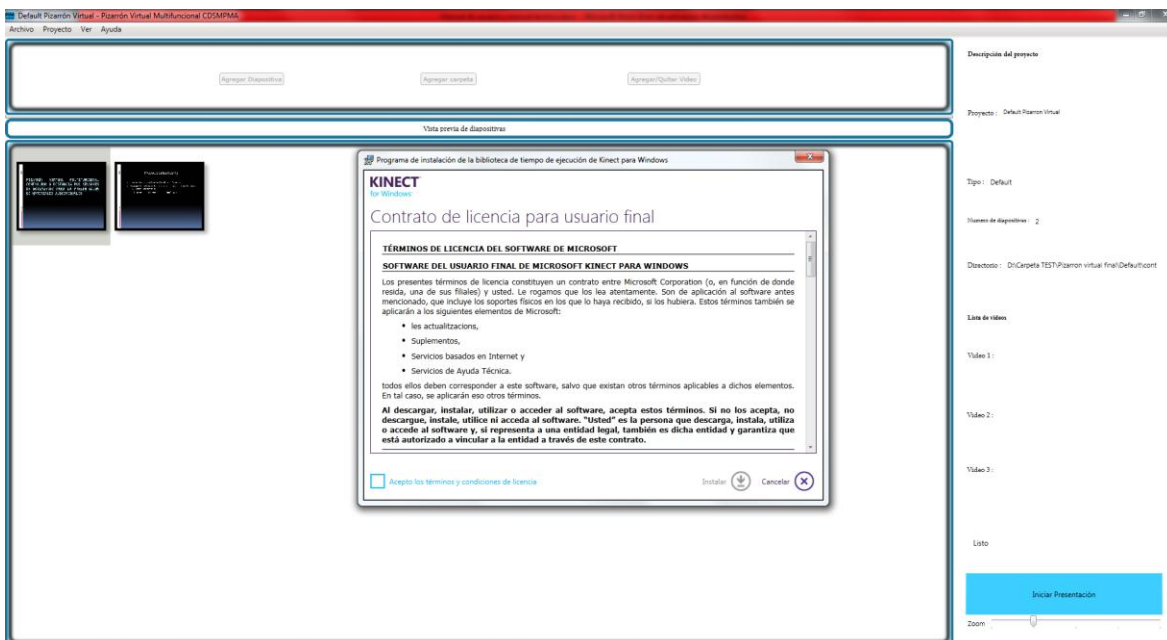 Default Pizarrón Virtual - Pizarrón Virtual Multifuncional CDSMPMA
Archivo Proyecto Ver Ayuda
Agregar Diapositiva
Agregar carpeta
Agregar/Quitar Video
Vista previa de diapositivas
Programa de instalación de la biblioteca de tiempo de ejecución de Kinect para Windows
KINECT
for Windows
Contrato de licencia para usuario final
TÉRMINOS DE LICENCIA DEL SOFTWARE DE MICROSOFT
SOFTWARE DEL USUARIO FINAL DE MICROSOFT KINECT PARA WINDOWS
Los presentes términos de licencia constituyen un contrato entre Microsoft Corporation (o, en función de donde
resida, una de sus filiales) y usted. Le rogamos que los lea atentamente. Son de aplicación al software antes
mencionado, que incluye los soportes físicos en los que lo haya recibido, si los hubiera. Estos términos también se
aplicarán a los siguientes elementos de Microsoft:
• les actualitzacions,
• Suplementos,
• Servicios basados en Internet y
• Servicios de Ayuda Técnica.
todos ellos deben corresponder a este software, salvo que existan otros términos aplicables a dichos elementos.
En tal caso, se aplicarán eso otros términos.
Al descargar, instalar, utilizar o acceder al software, acepta estos términos. Si no los acepta, no
descargue, instale, utilice ni acceda al software. "Usted" es la persona que descarga, instala, utiliza
o accede al software y, si representa a una entidad legal, también es dicha entidad y garantiza que
está autorizado a vincular a la entidad a través de este contrato.
Acepto los términos y condiciones de licencia
Instalar
Cancelar
Descripción del proyecto
Proyecto : Default Pizarron Virtual
Tipo : Default
Numero de diapositivas : 2
Directorio : D:\Carpeta TEST\Pizarron virtual final\Default\cont
Lista de videos
Video 1 :
Video 2 :
Video 3 :
Listo
Iniciar Presentación
Zoom